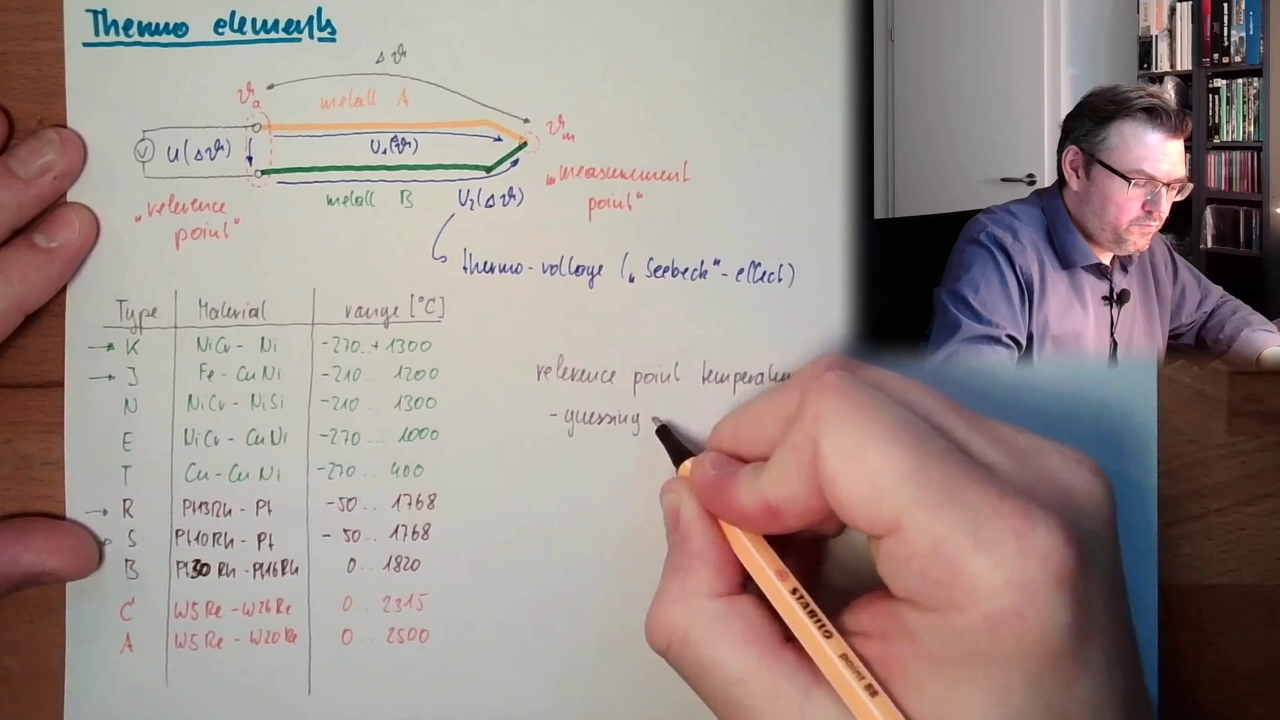 Thermo elements
Δϑ
ϑa
metall A
ϑm
V
U(Δϑ)
U₁(ϑ)
"measurement
point"
"reference
point"
metall B
U₂(Δϑ)
thermo-voltage („Seebeck"-effect)
Type Material range [°C]
→ K NiCr - Ni -270..+1300
→ J Fe - CuNi -210... 1200
N NiCr - NiSi -210... 1300
E NiCr - CuNi -270... 1000
T Cu - CuNi -270... 400
→ R Pt13Rh - Pt -50... 1768
S Pt10Rh - Pt -50... 1768
B Pt30Rh - Pt16Rh 0... 1820
C W5Re - W26Re 0... 2315
A W5Re - W20Re 0... 2500
reference point
- guessing
STABILO point 88